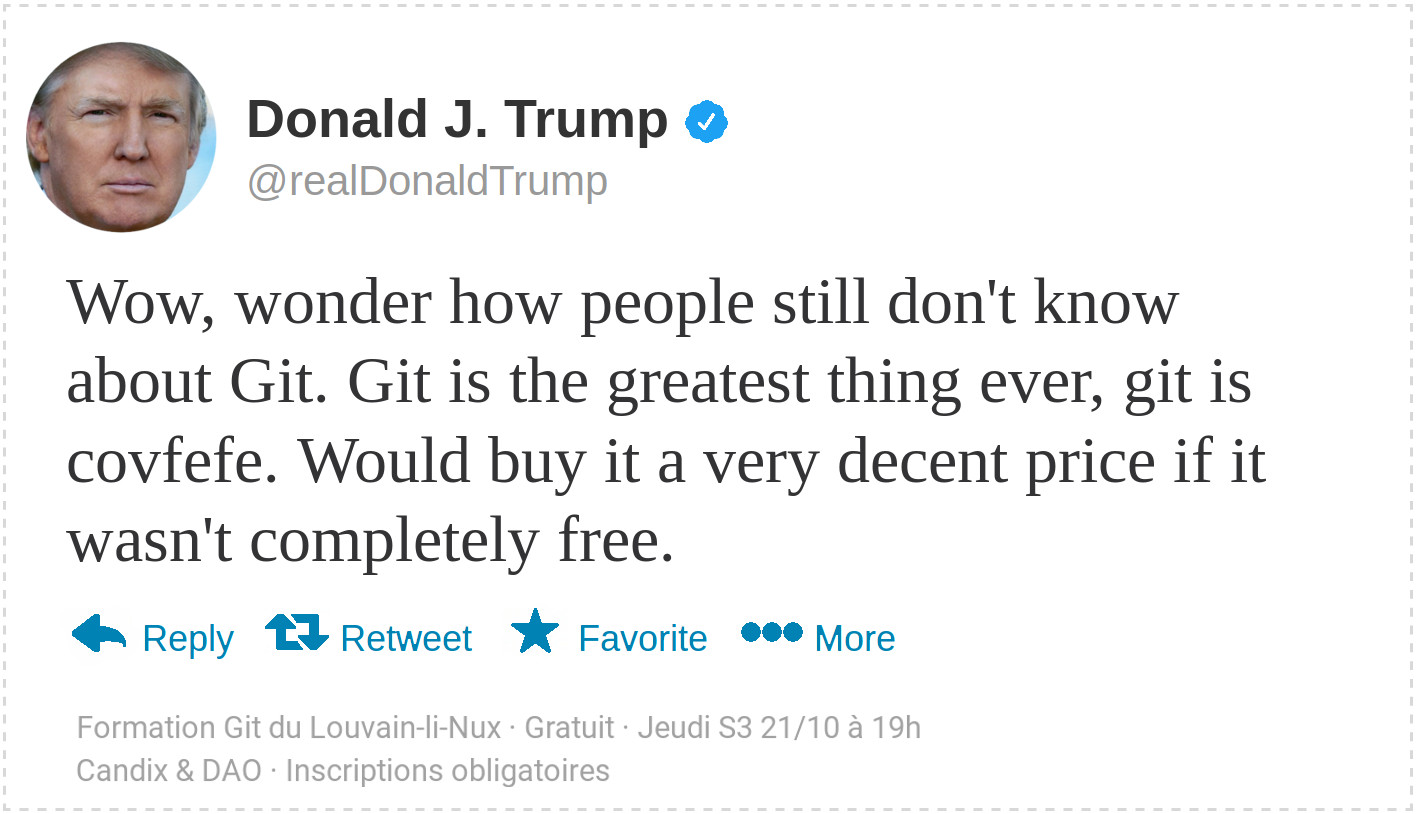 Donald J. Trump
@realDonaldTrump
Wow, wonder how people still don't know
about Git. Git is the greatest thing ever, git is
covfefe. Would buy it a very decent price if it
wasn't completely free.
Reply Retweet Favorite More
Formation Git du Louvain-li-Nux · Gratuit · Jeudi S3 21/10 à 19h
Candix & DAO · Inscriptions obligatoires